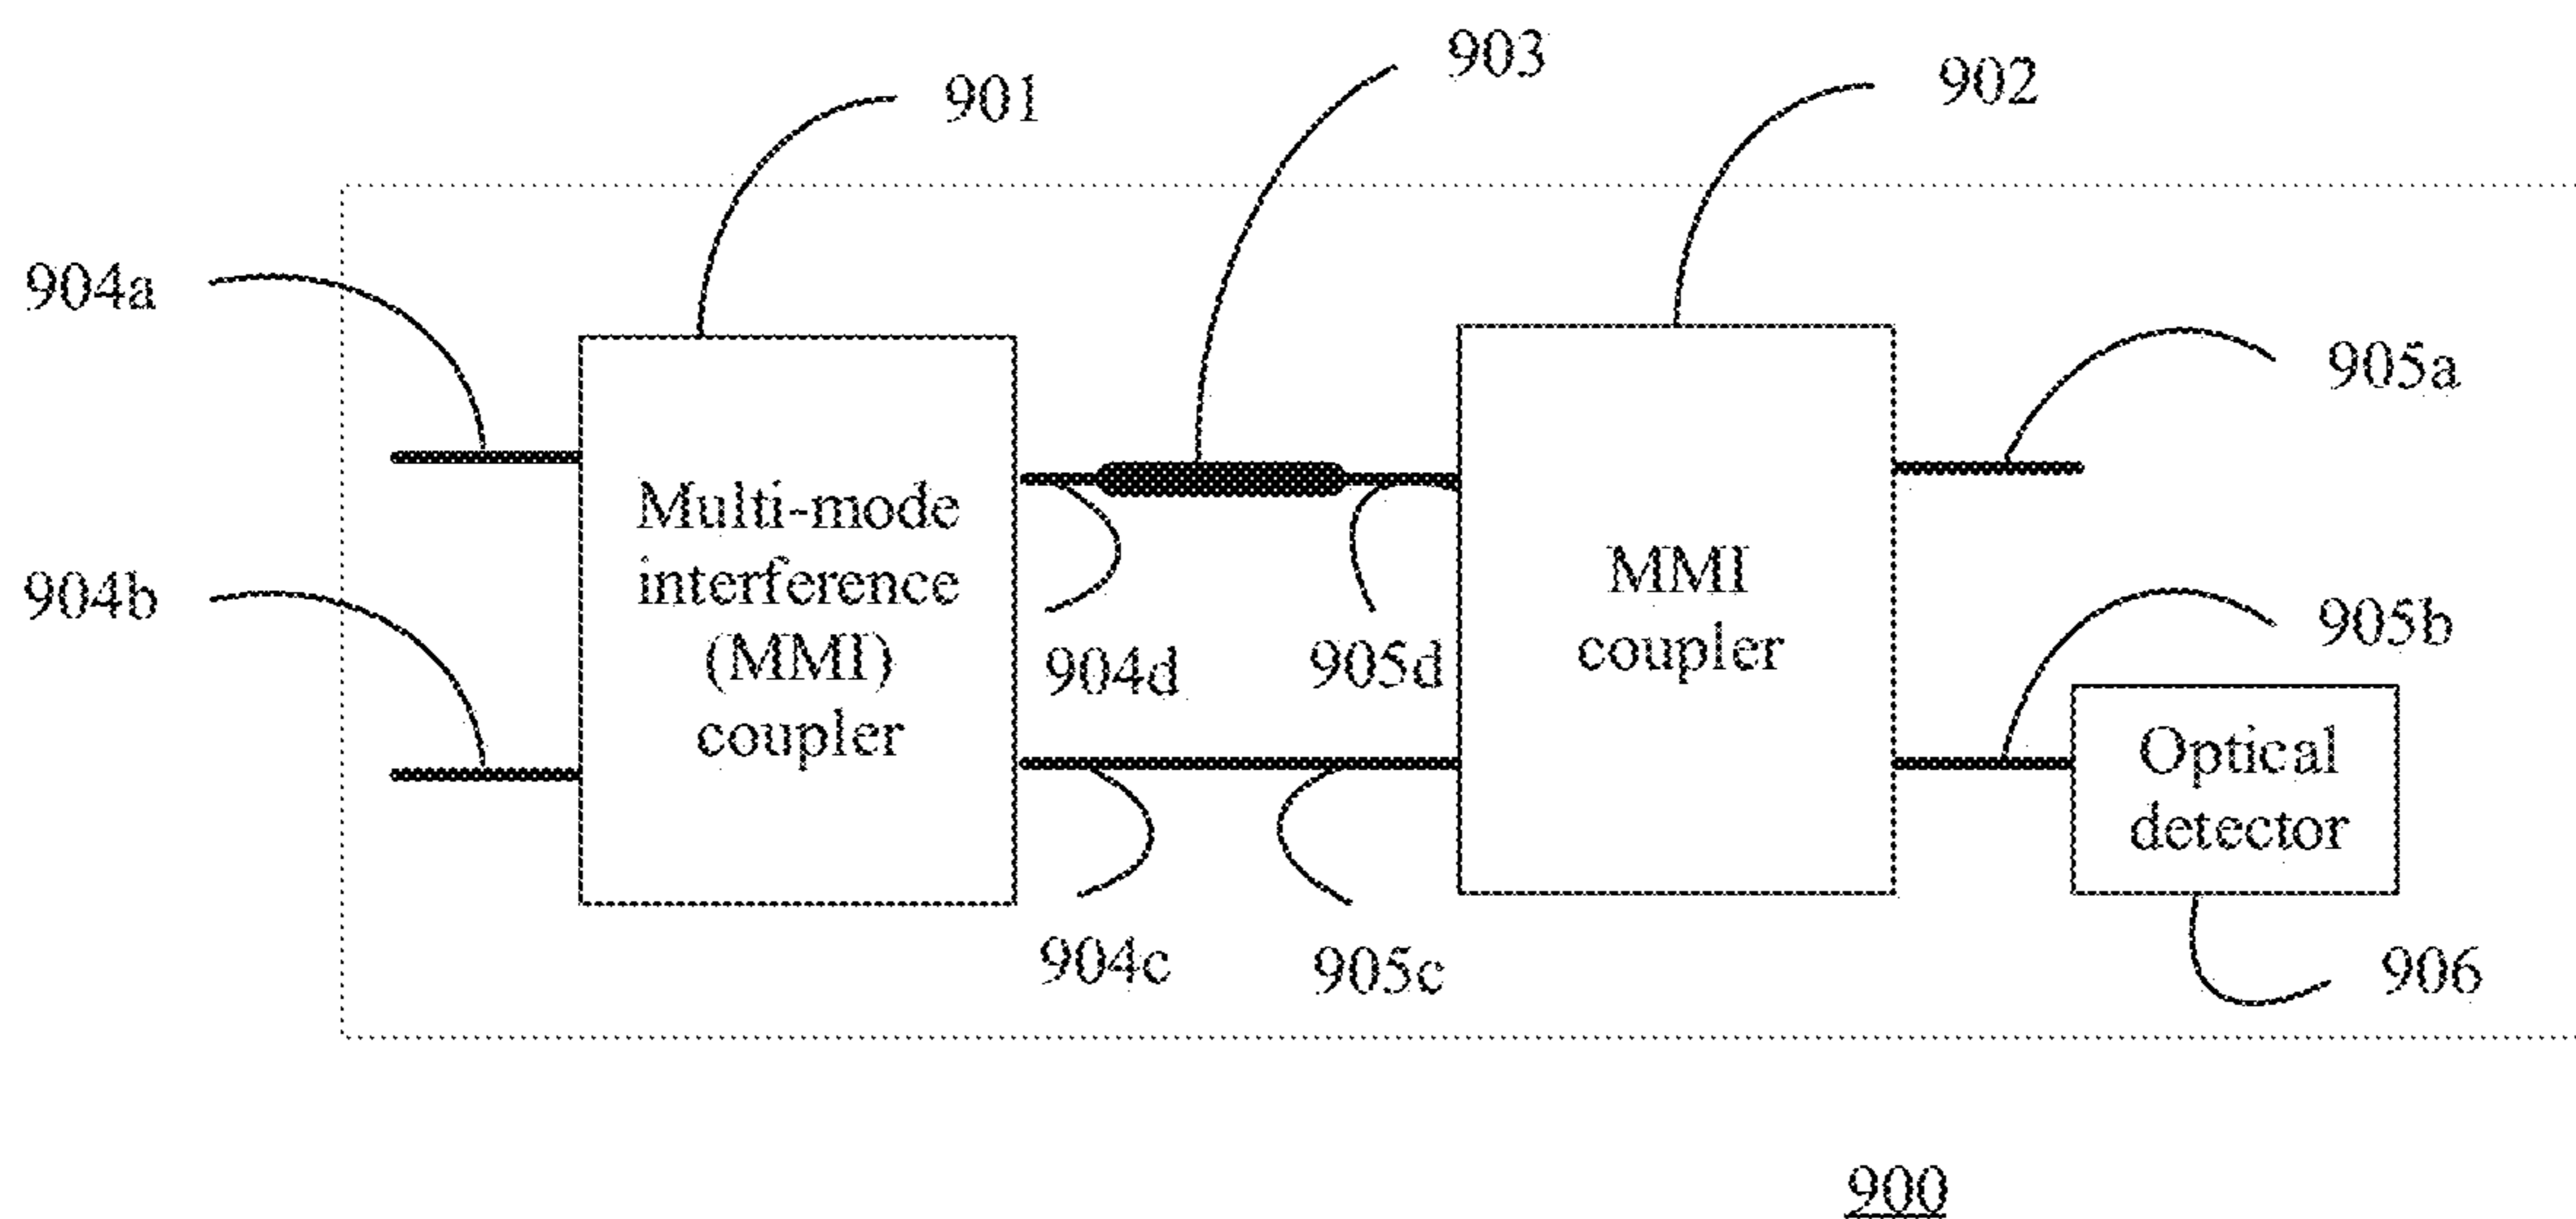 903
901
902
904a
905a
Multi-mode
interference
(MMI)
coupler
MMI
coupler
904b
905b
904d
905d
Optical
detector
904c
905c
906
900